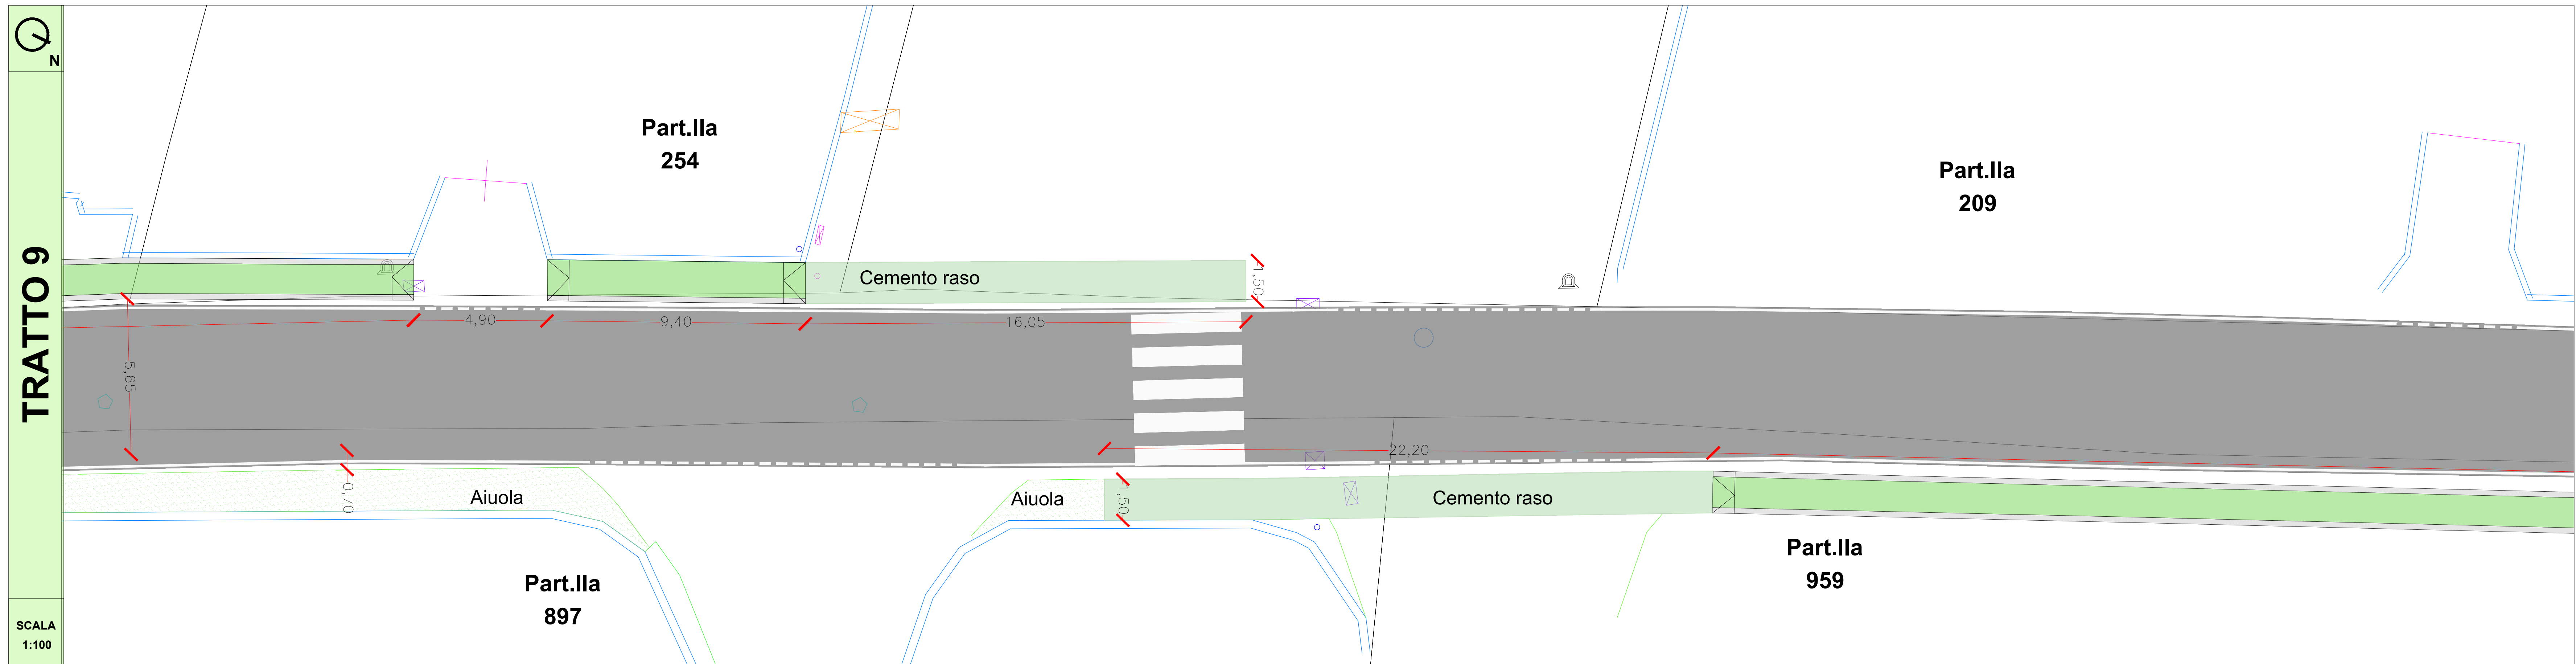 N
TRATTO 9
SCALA
1:100
Part.lla
254
Part.lla
209
Cemento raso
1,50
4,90
9,40
16,05
5,65
22,20
0,70
Aiuola
Aiuola
1,50
Cemento raso
Part.lla
897
Part.lla
959